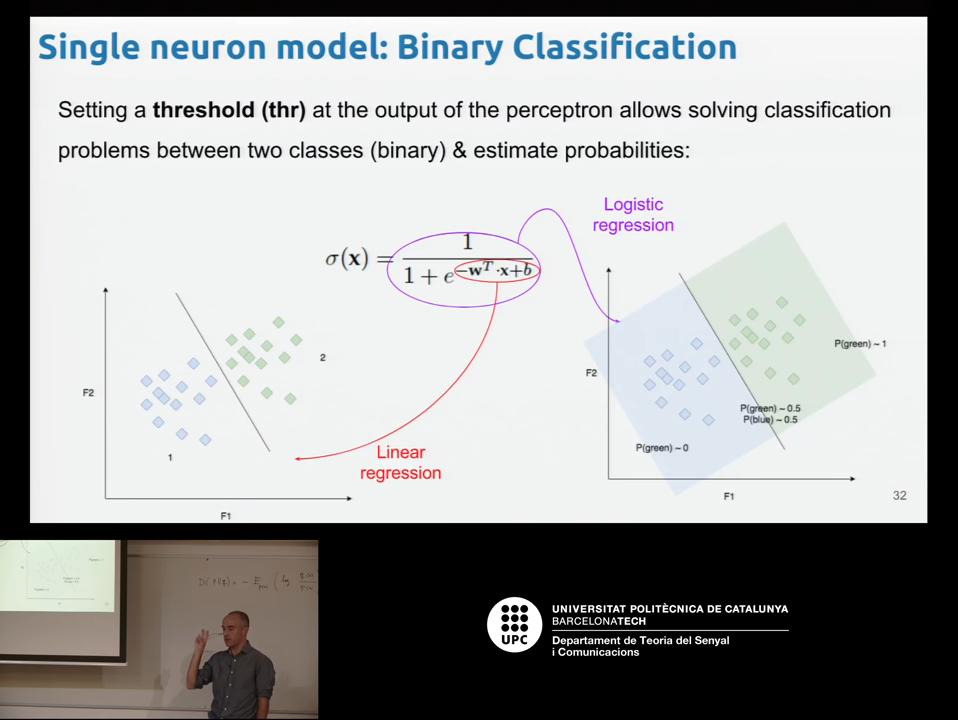 Single neuron model: Binary Classification
Setting a threshold (thr) at the output of the perceptron allows solving classification
problems between two classes (binary) & estimate probabilities:
Logistic
regression
σ(x) = 1 / (1 + e^(−w^T·x+b))
F2
2
1
F1
Linear
regression
F2
P(green) ~ 1
P(green) ~ 0.5
P(blue) ~ 0.5
P(green) ~ 0
F1
32
UPC
UNIVERSITAT POLITÈCNICA DE CATALUNYA
BARCELONATECH
Departament de Teoria del Senyal
i Comunicacions